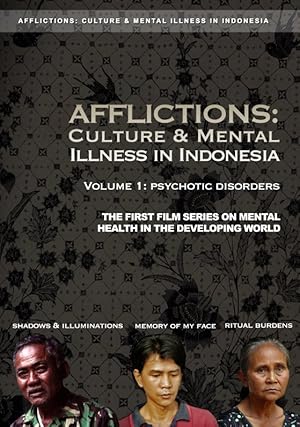 AFFLICTIONS: CULTURE & MENTAL ILLNESS IN INDONESIA
AFFLICTIONS:
CULTURE & MENTAL
ILLNESS IN INDONESIA
VOLUME 1: PSYCHOTIC DISORDERS
THE FIRST FILM SERIES ON MENTAL
HEALTH IN THE DEVELOPING WORLD
SHADOWS & ILLUMINATIONS MEMORY OF MY FACE RITUAL BURDENS